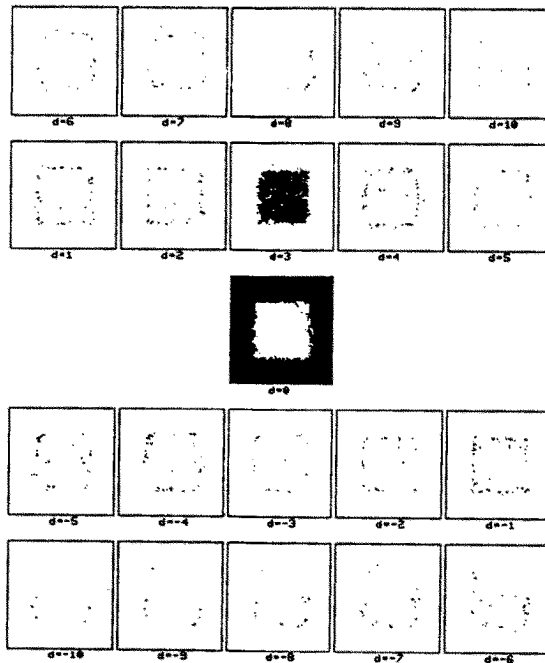 d=6 d=7 d=8 d=9 d=10
d=1 d=2 d=3 d=4 d=5
d=0
d=-5 d=-4 d=-3 d=-2 d=-1
d=-10 d=-9 d=-8 d=-7 d=-6